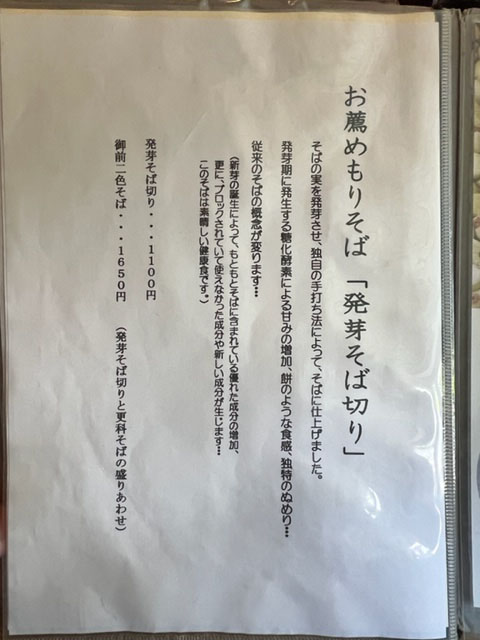 お薦めもりそば「発芽そば切り」
そばの実を発芽させ、独自の手打ち法によって、そばに仕上げました。
発芽期に発生する糖化酵素による甘みの増加、餅のような食感、独特のぬめり…
従来のそばの概念が変ります…
(新芽の誕生によって、もともとそばに含まれている優れた成分の増加、
更に、ブロックされていて使えなかった成分や新しい成分が生じます…
このそばは素晴しい健康食です。)
発芽そば切り・・・1100円
御前二色そば・・・1650円 (発芽そば切りと更科そばの盛りあわせ)